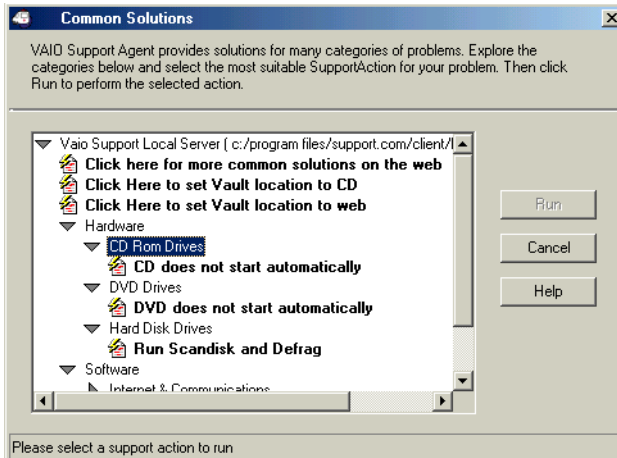 Common Solutions
VAIO Support Agent provides solutions for many categories of problems. Explore the
categories below and select the most suitable SupportAction for your problem. Then click
Run to perform the selected action.
Vaio Support Local Server ( c:/program files/support.com/client/l
Click here for more common solutions on the web
Click Here to set Vault location to CD
Click Here to set Vault location to web
Hardware
CD Rom Drives
CD does not start automatically
DVD Drives
DVD does not start automatically
Hard Disk Drives
Run Scandisk and Defrag
Software
Internet & Communications
Run
Cancel
Help
Please select a support action to run